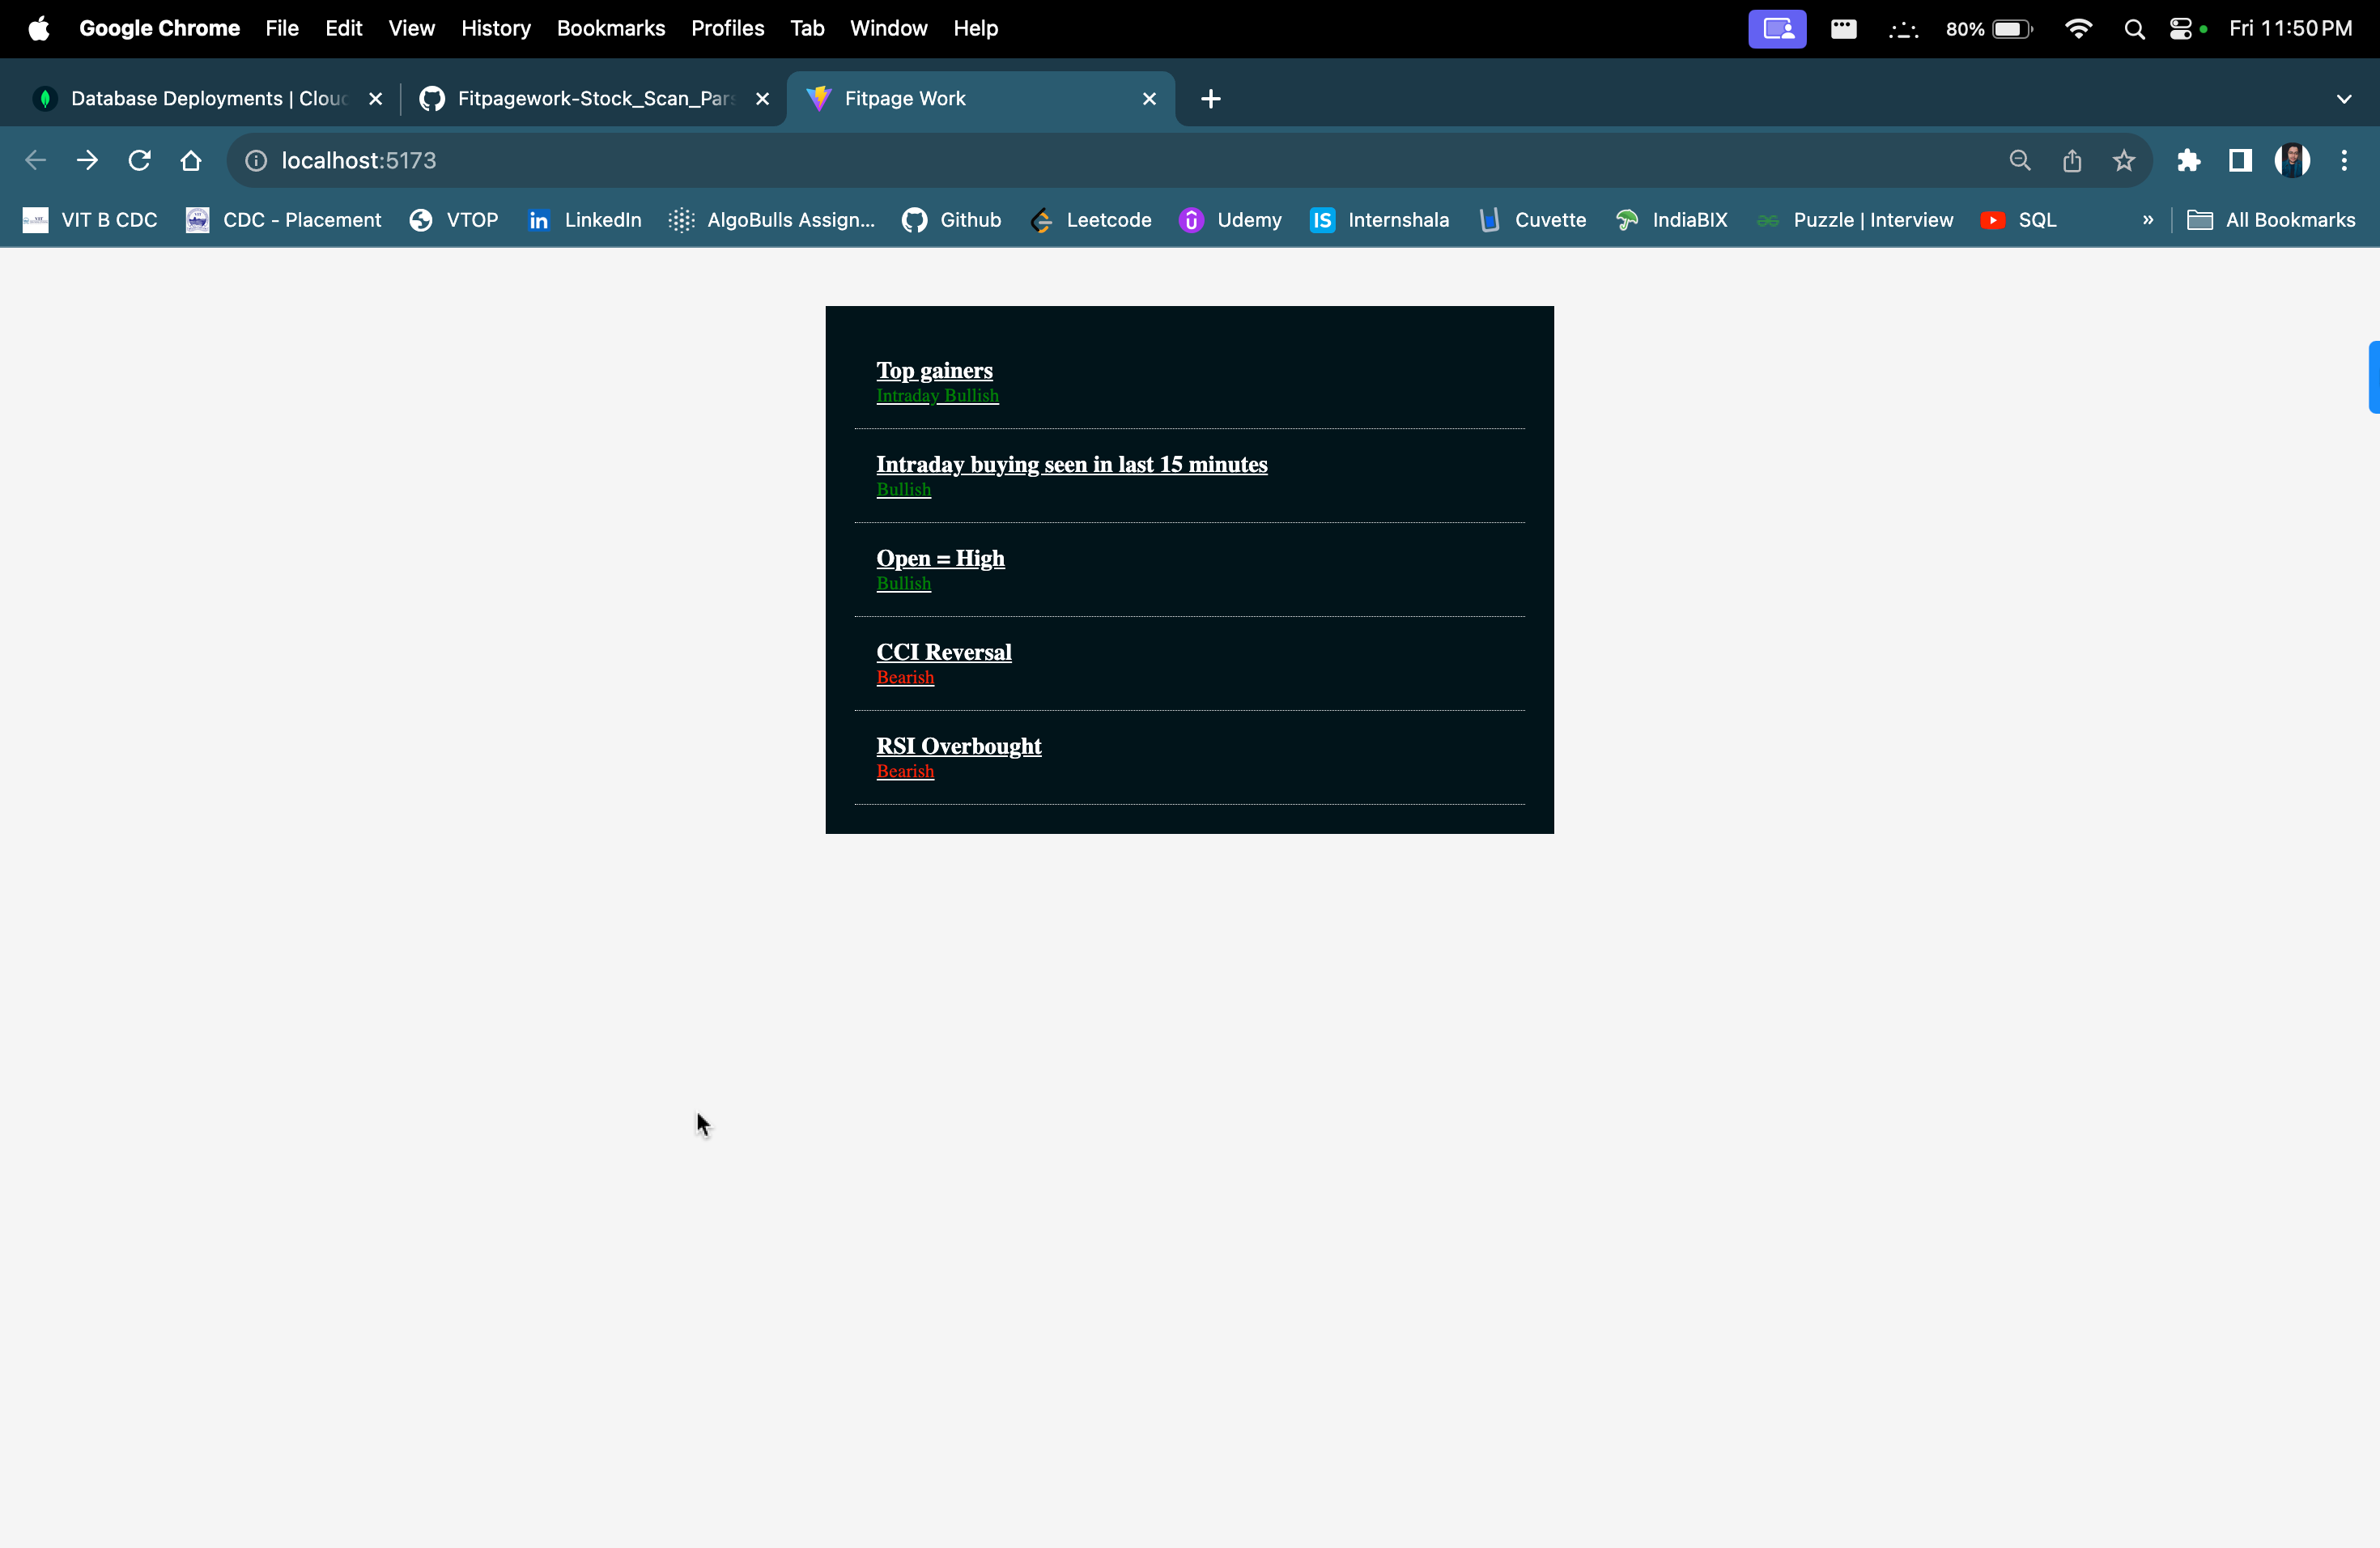 Google Chrome File Edit View History Bookmarks Profiles Tab Window Help 80% Fri 11:50 PM
Database Deployments | Clou Fitpagework-Stock_Scan_Par Fitpage Work
localhost:5173
VIT B CDC CDC - Placement VTOP LinkedIn AlgoBulls Assign... Github Leetcode Udemy IS Internshala Cuvette IndiaBIX Puzzle | Interview SQL » All Bookmarks
Top gainers
Intraday Bullish
Intraday buying seen in last 15 minutes
Bullish
Open = High
Bullish
CCI Reversal
Bearish
RSI Overbought
Bearish